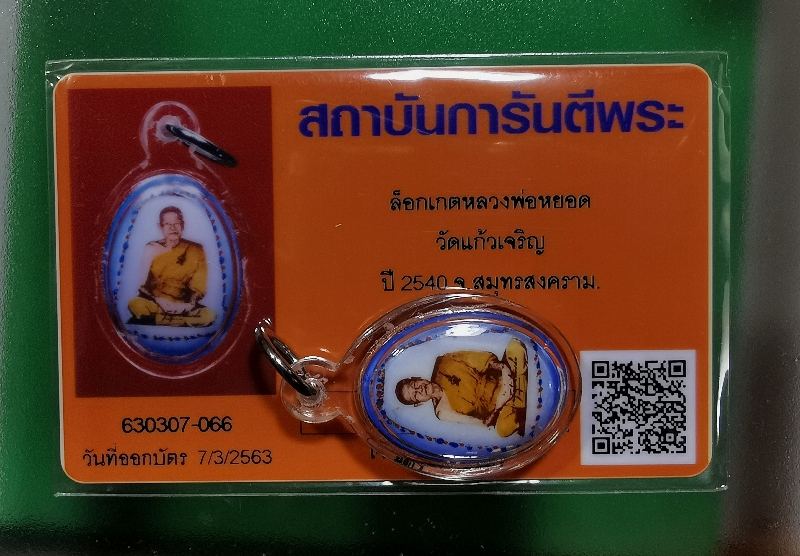 สถาบันการันตีพระ
ล็อกเกตหลวงพ่อหยอด
วัดแก้วเจริญ
ปี 2540 จ.สมุทรสงคราม.
630307-066
วันที่ออกบัตร 7/3/2563